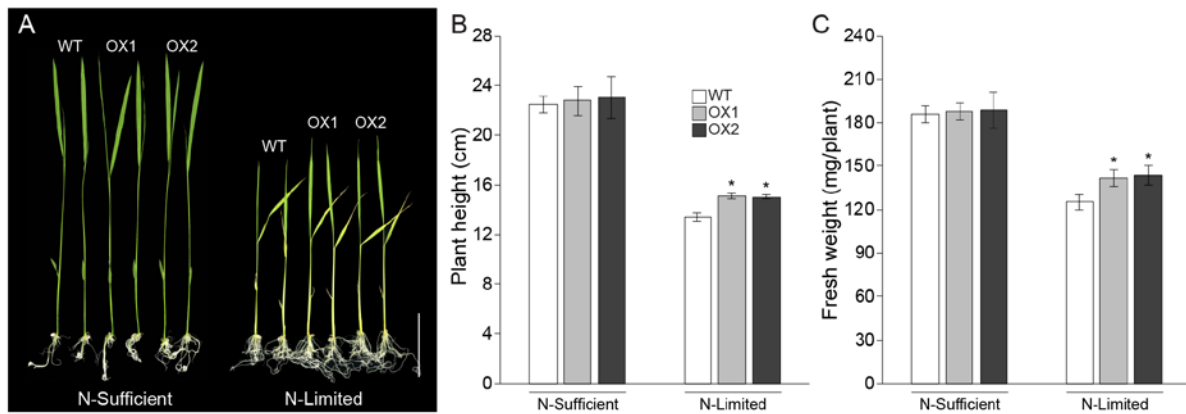 A
WT OX1 OX2
WT OX1 OX2
N-Sufficient N-Limited
B
Plant height (cm)
28
24
20
16
12
8
4
0
WT
OX1
OX2
* *
N-Sufficient N-Limited
C
Fresh weight (mg/plant)
240
210
180
150
120
90
60
30
0
* *
N-Sufficient N-Limited